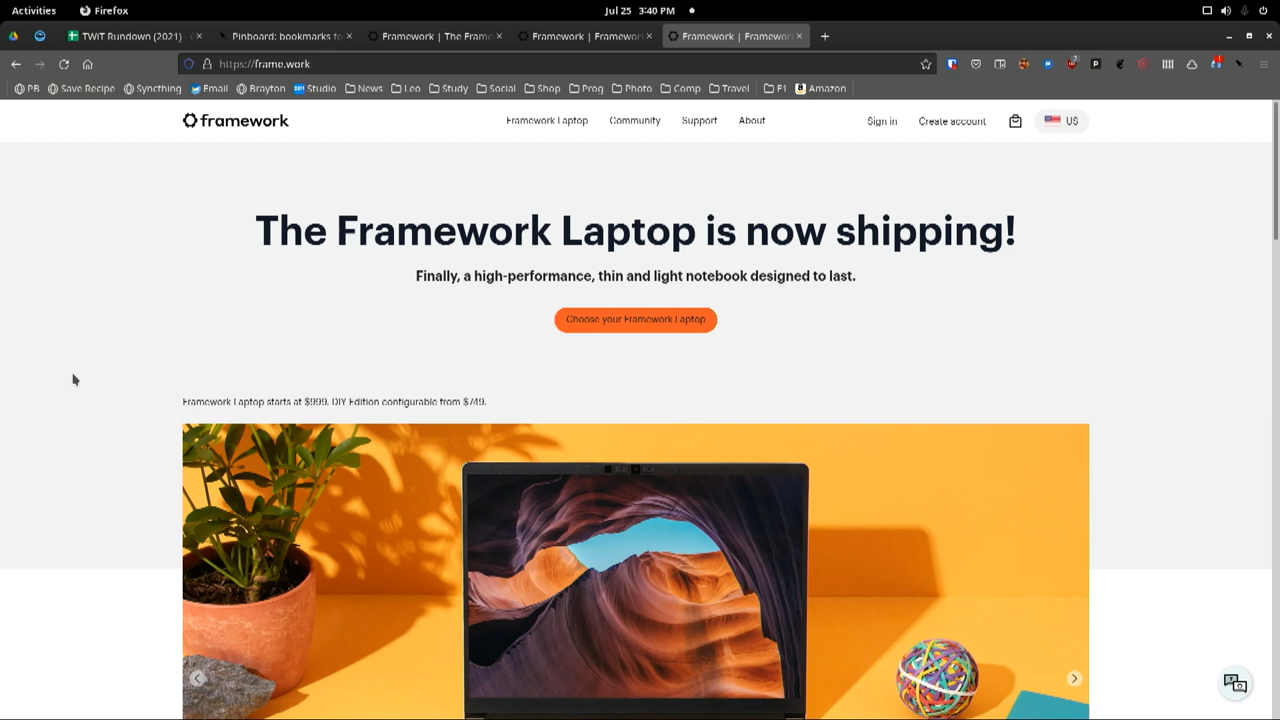 Activities Firefox Jul 25 3:40 PM
TWiT Rundown (2021) - Pinboard: bookmarks fo Framework | The Fram Framework | Framewor Framework | Framewor
https://frame.work
PB Save Recipe Syncthing Email Brayton Studio News Leo Study Social Shop Prog Photo Comp Travel F1 Amazon
framework Framework Laptop Community Support About Sign in Create account US
The Framework Laptop is now shipping!
Finally, a high-performance, thin and light notebook designed to last.
Choose your Framework Laptop
Framework Laptop starts at $999. DIY Edition configurable from $749.